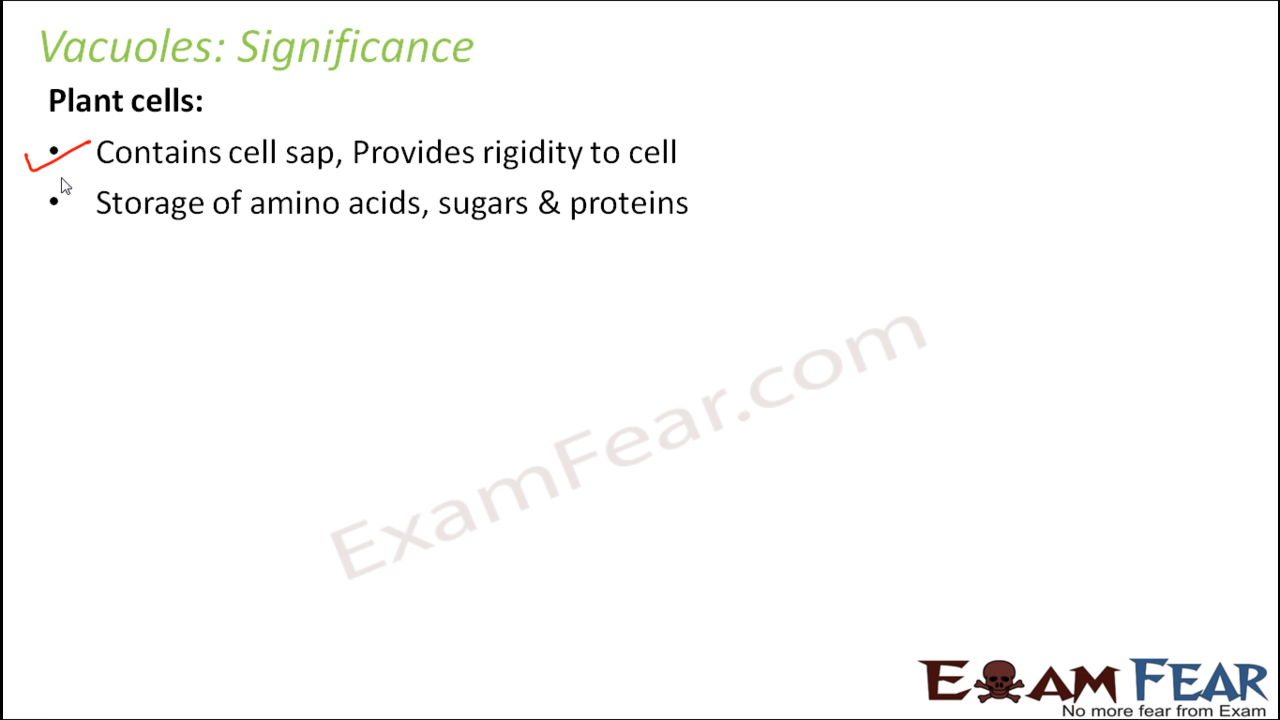 Vacuoles: Significance
Plant cells:
• Contains cell sap, Provides rigidity to cell
• Storage of amino acids, sugars & proteins
ExamFear.com
EXAM FEAR
No more fear from Exam